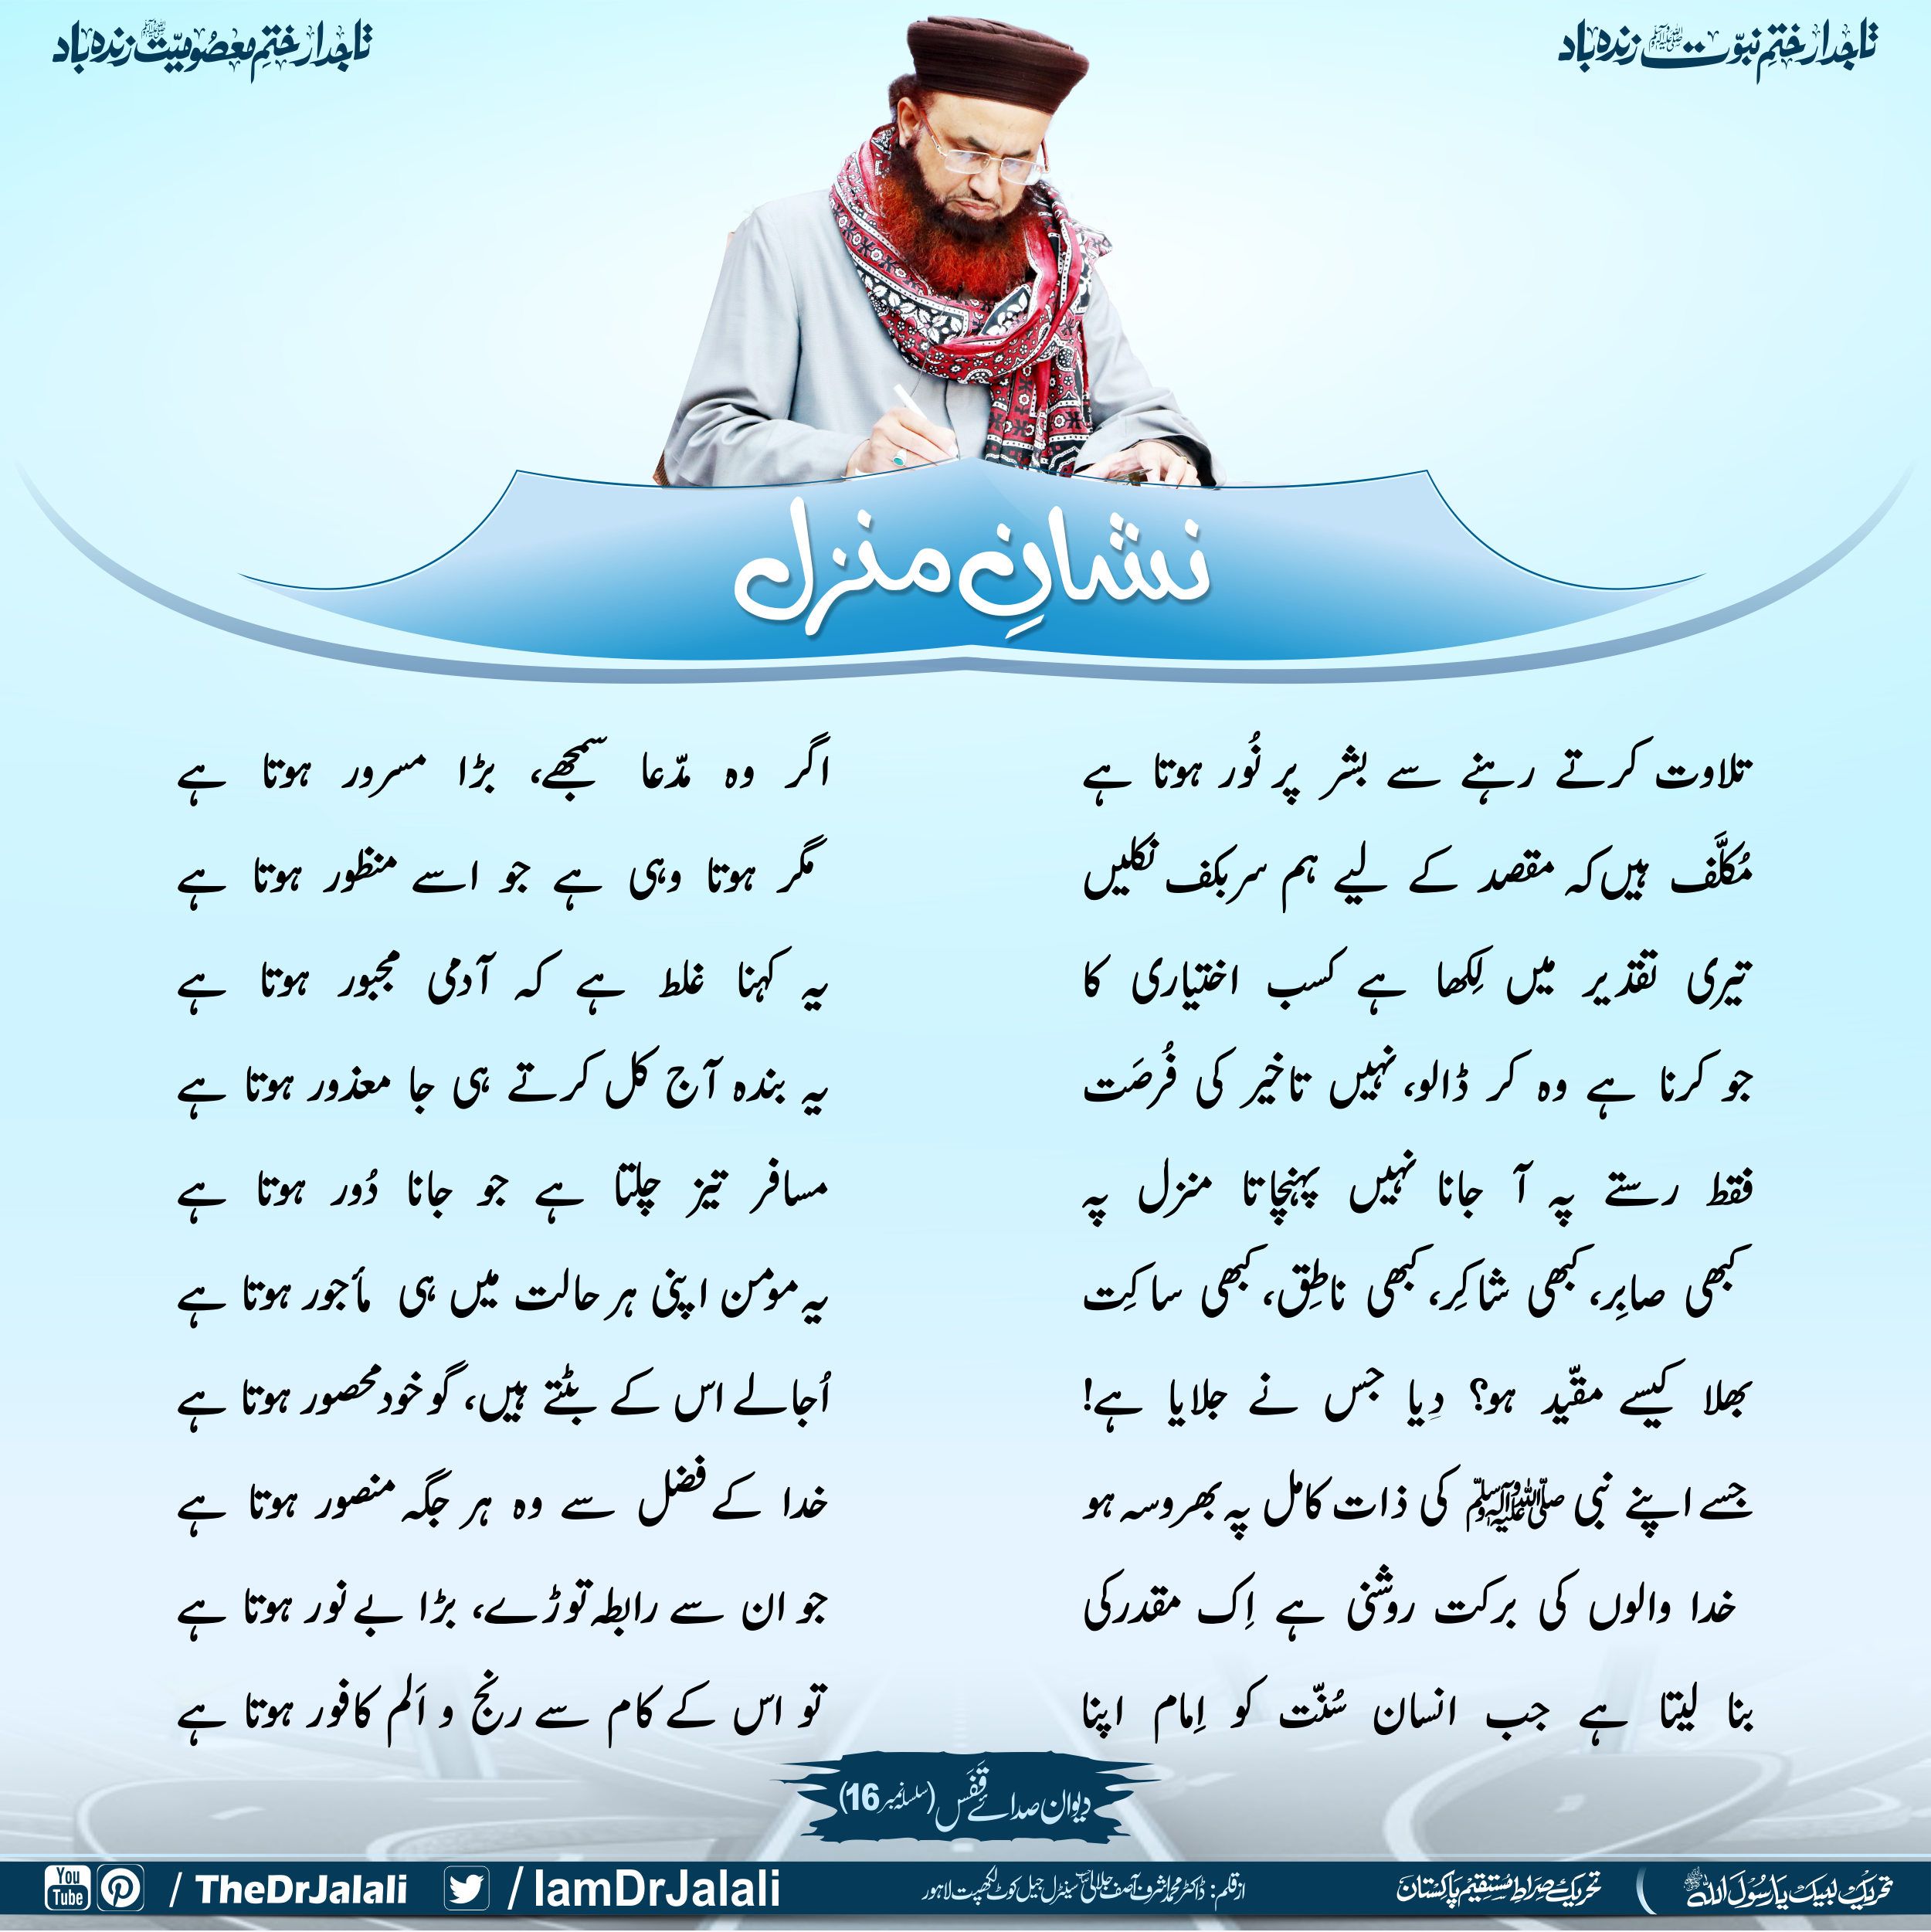 تاجدارِ ختمِ نبوّت ﷺ زندہ باد
تاجدارِ ختمِ معصومیّت ﷺ زندہ باد
نشانِ منزل
تلاوت کرتے رہنے سے بشر پر نُور ہوتا ہے
اگر وہ مدّعا سمجھے، بڑا مسرور ہوتا ہے
مُکلَّف ہیں کہ مقصد کے لیے ہم سربکف نکلیں
مگر ہوتا وہی ہے جو اسے منظور ہوتا ہے
تیری تقدیر میں لِکھا ہے کسب اختیاری کا
یہ کہنا غلط ہے کہ آدمی مجبور ہوتا ہے
جو کرنا ہے وہ کر ڈالو، نہیں تاخیر کی فُرصَت
یہ بندہ آج کل کرتے ہی جا معذور ہوتا ہے
فقط رستے پہ آ جانا نہیں پہنچاتا منزل پہ
مسافر تیز چلتا ہے جو جانا دُور ہوتا ہے
کبھی صابِر، کبھی شاکِر، کبھی ناطِق، کبھی ساکِت
یہ مومن اپنی ہر حالت میں ہی مأجور ہوتا ہے
بھلا کیسے مقیّد ہو؟ دِیا جس نے جلایا ہے!
اُجالے اس کے بٹتے ہیں، گو خود محصور ہوتا ہے
جسے اپنے نبی ﷺ کی ذات کامل پہ بھروسہ ہو
خدا کے فضل سے وہ ہر جگہ منصور ہوتا ہے
خدا والوں کی برکت روشنی ہے اِک مقدر کی
جو ان سے رابطہ توڑے، بڑا بے نور ہوتا ہے
بنا لیتا ہے جب انسان سُنّت کو اِمام اپنا
تو اس کے کام سے رنج و اَلم کافور ہوتا ہے
دیوان صدائے قَفَس (سلسلہ نمبر 16)
تحریک لبیک یا رسول اللہ ﷺ ( تحریک صراط مستقیم پاکستان
از قلم: ڈاکٹر محمد اشرف آصف جلالی سینٹرل جیل کوٹ لکھپت لاہور
You Tube / TheDrJalali / IamDrJalali